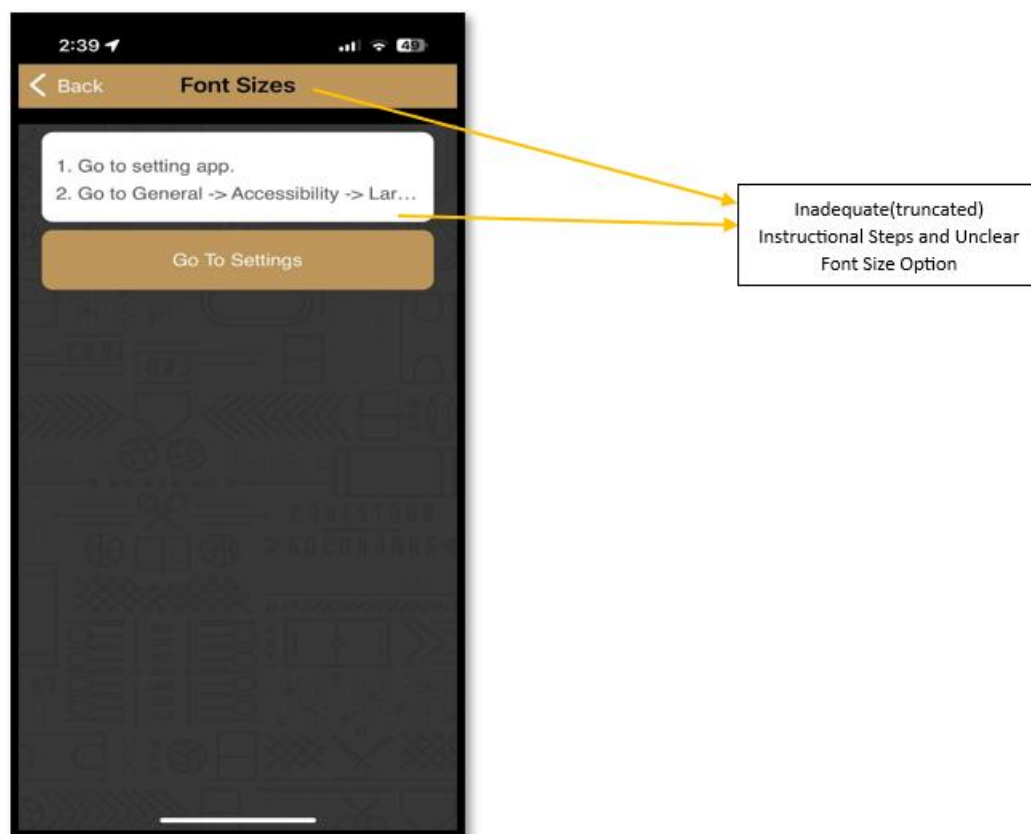 2:39
49
Back
Font Sizes
1. Go to setting app.
2. Go to General -> Accessibility -> Lar...
Go To Settings
Inadequate(truncated)
Instructional Steps and Unclear
Font Size Option
CONESTOGA